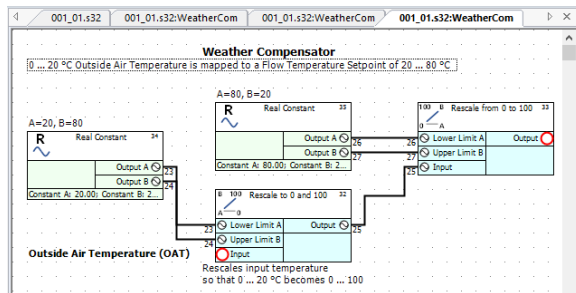 001_01.s32
001_01.s32:WeatherCom
001_01.s32:WeatherCom
001_01.s32:WeatherCom
Weather Compensator
0 ... 20 °C Outside Air Temperature is mapped to a Flow Temperature Setpoint of 20 ... 80 °C
A=80, B=20
R Real Constant 33
Output A 26
Output B 27
Constant A: 80.00; Constant B: 2...
100 B Rescale from 0 to 100 33
0 A
26 Lower Limit A Output
27 Upper Limit B
25 Input
A=20, B=80
R Real Constant 34
Output A 23
Output B 24
Constant A: 20.00; Constant B: 2...
B 100 Rescale to 0 and 100 32
A 0
23 Lower Limit A Output 25
24 Upper Limit B
Input
Outside Air Temperature (OAT)
Rescales input temperature
so that 0 ... 20 °C becomes 0 ... 100